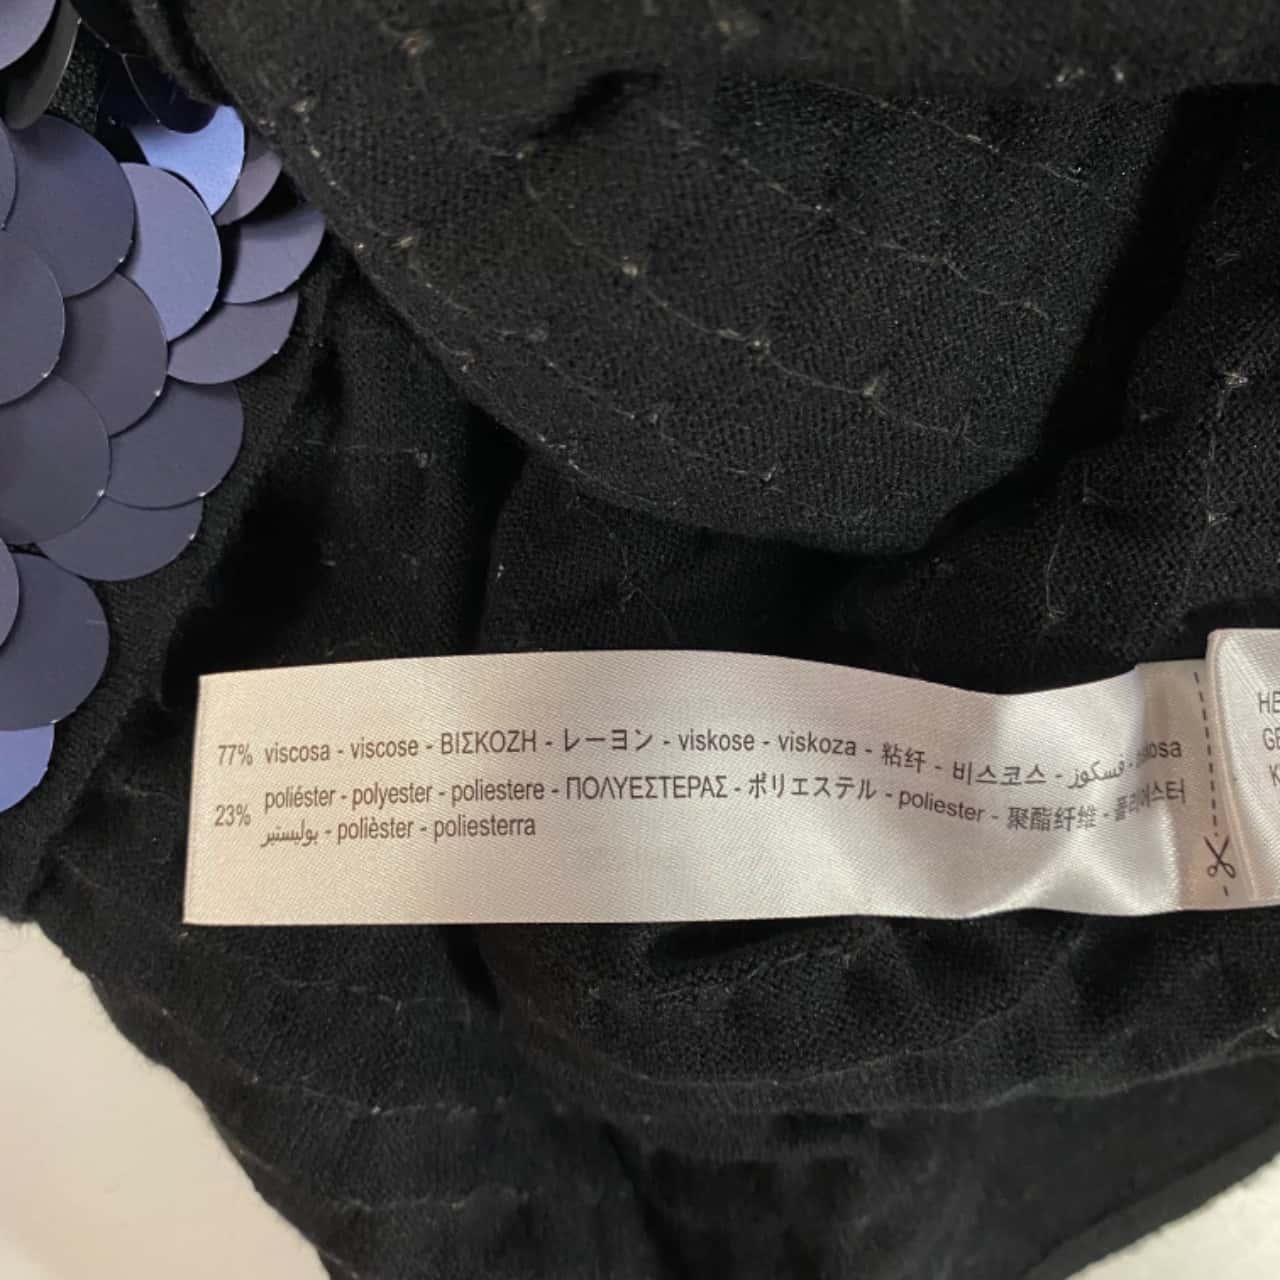 77% viscosa - viscose - ΒΙΣΚΟΖΗ - レーヨン - viskose - viskoza - 粘纤 - 비스코스 - فسكوز -
23% poliéster - polyester - poliestere - ΠΟΛΥΕΣΤΕΡΑΣ - ポリエステル - poliester - 聚酯纤维 - 폴리에스터
بوليستير - polièster - poliesterra
HE
GE
K